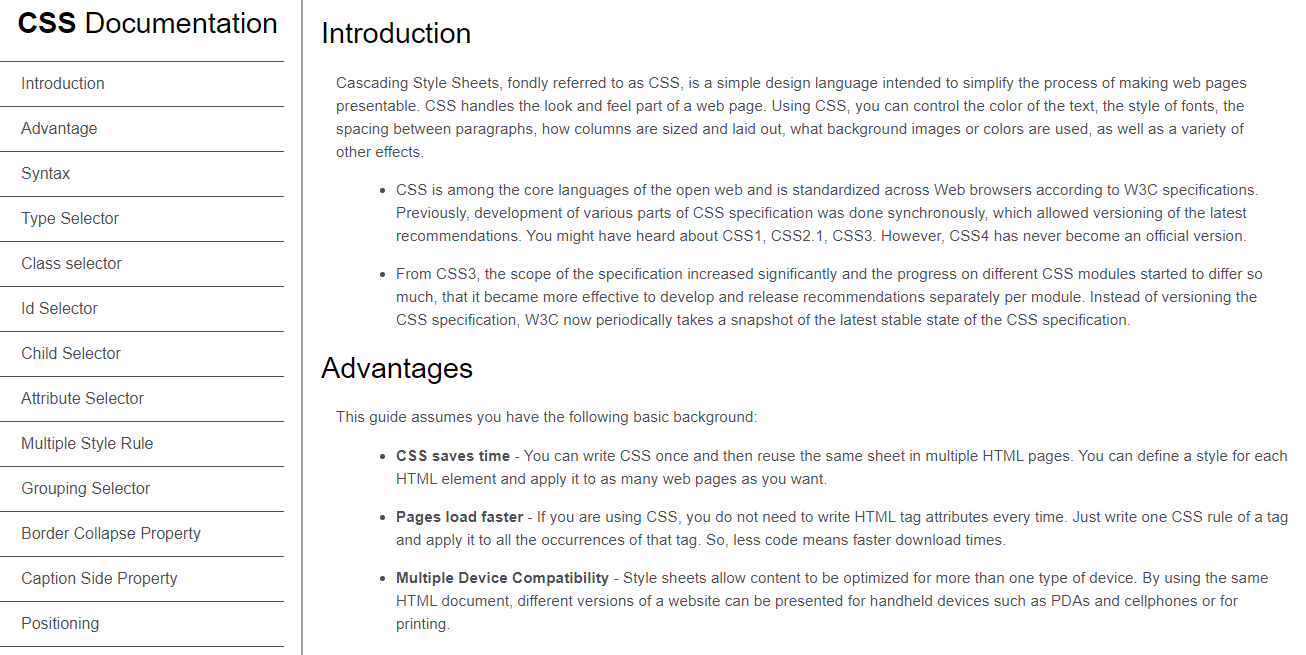 CSS Documentation
Introduction
Advantage
Syntax
Type Selector
Class selector
Id Selector
Child Selector
Attribute Selector
Multiple Style Rule
Grouping Selector
Border Collapse Property
Caption Side Property
Positioning
Introduction
Cascading Style Sheets, fondly referred to as CSS, is a simple design language intended to simplify the process of making web pages
presentable. CSS handles the look and feel part of a web page. Using CSS, you can control the color of the text, the style of fonts, the
spacing between paragraphs, how columns are sized and laid out, what background images or colors are used, as well as a variety of
other effects.
• CSS is among the core languages of the open web and is standardized across Web browsers according to W3C specifications.
Previously, development of various parts of CSS specification was done synchronously, which allowed versioning of the latest
recommendations. You might have heard about CSS1, CSS2.1, CSS3. However, CSS4 has never become an official version.
• From CSS3, the scope of the specification increased significantly and the progress on different CSS modules started to differ so
much, that it became more effective to develop and release recommendations separately per module. Instead of versioning the
CSS specification, W3C now periodically takes a snapshot of the latest stable state of the CSS specification.
Advantages
This guide assumes you have the following basic background:
• CSS saves time - You can write CSS once and then reuse the same sheet in multiple HTML pages. You can define a style for each
HTML element and apply it to as many web pages as you want.
• Pages load faster - If you are using CSS, you do not need to write HTML tag attributes every time. Just write one CSS rule of a tag
and apply it to all the occurrences of that tag. So, less code means faster download times.
• Multiple Device Compatibility - Style sheets allow content to be optimized for more than one type of device. By using the same
HTML document, different versions of a website can be presented for handheld devices such as PDAs and cellphones or for
printing.